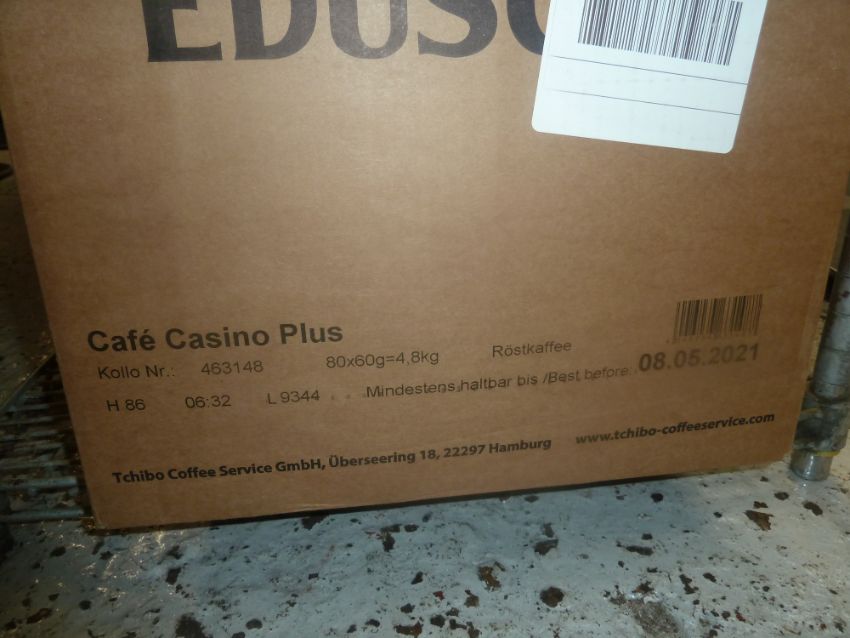 EDUSC
Café Casino Plus
Kollo Nr.: 463148 80x60g=4,8kg Röstkaffee
H 86 06:32 L 9344 Mindestens haltbar bis /Best before: 08.05.2021
Tchibo Coffee Service GmbH, Überseering 18, 22297 Hamburg www.tchibo-coffeeservice.com